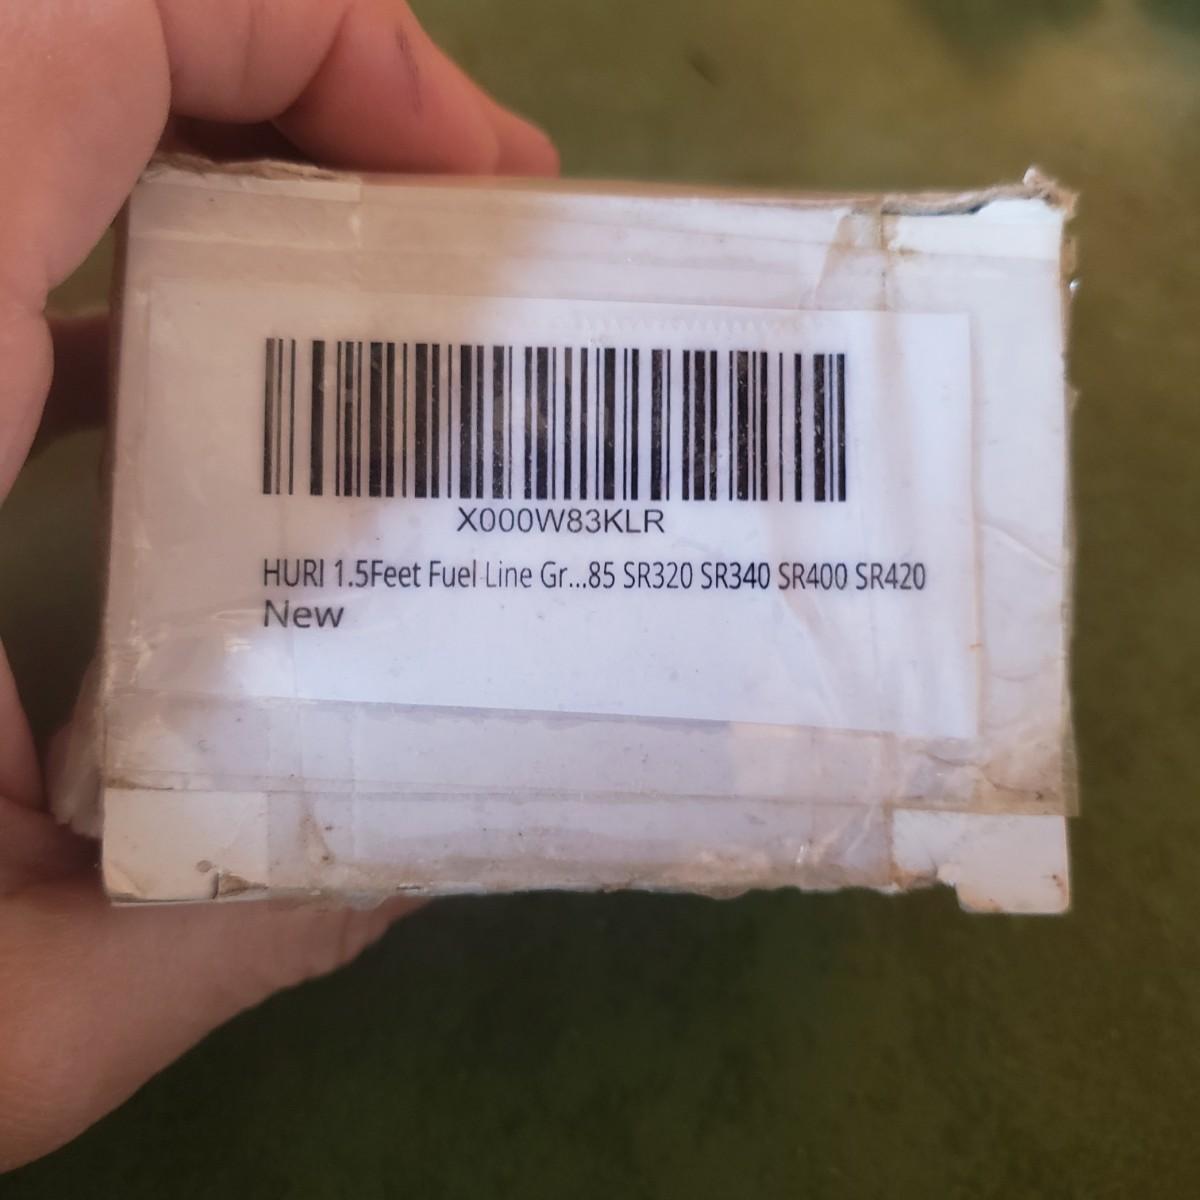 X000W83KLR
HURI 1.5Feet Fuel Line Gr...85 SR320 SR340 SR400 SR420
New